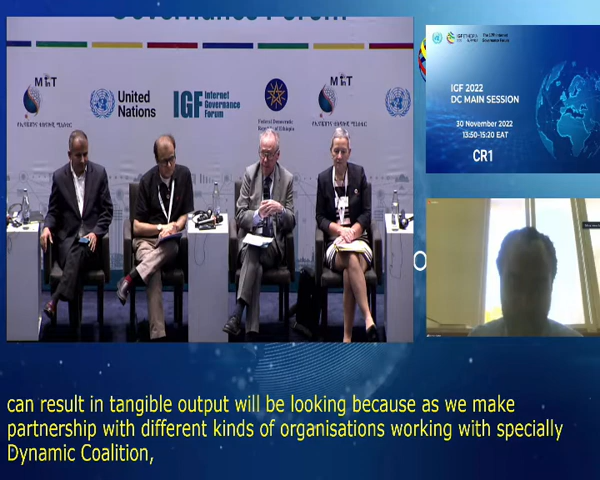 Governance Forum
MinT
United
Nations
IGF Internet
Governance
Forum
Federal Democratic
Republic of Ethiopia
MinT
IGF 2022
DC MAIN SESSION
30 November 2022
13:50-15:20 EAT
CR1
can result in tangible output will be looking because as we make
partnership with different kinds of organisations working with specially
Dynamic Coalition,